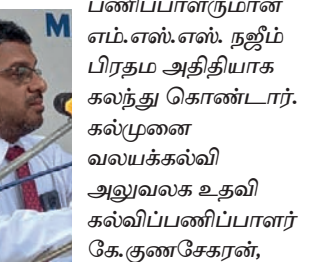 M
பணிப்பாளருமான
எம்.எஸ்.எஸ். நஜீம்
பிரதம அதிதியாக
கலந்து கொண்டார்.
கல்முனை
வலயக்கல்வி
அலுவலக உதவி
கல்விப்பணிப்பாளர்
கே.குணசேகரன்,